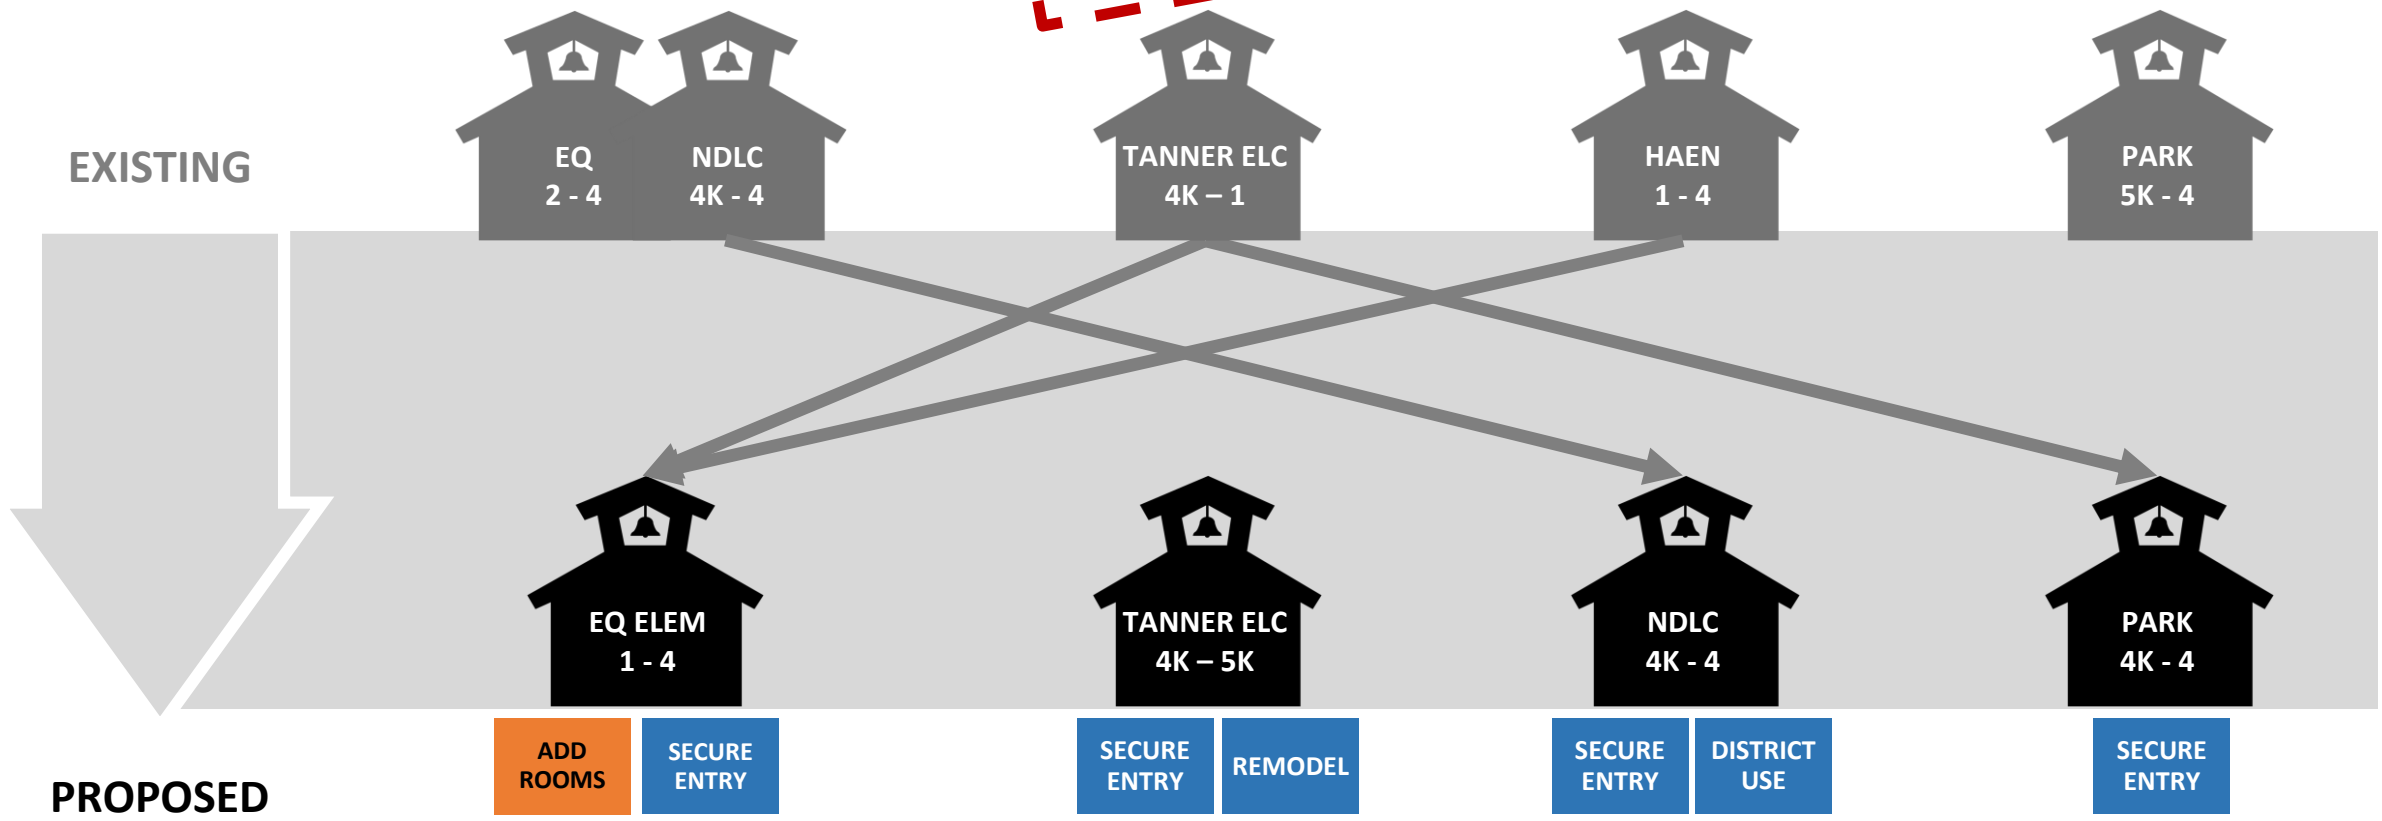 EXISTING
EQ
2 - 4
NDLC
4K - 4
TANNER ELC
4K – 1
HAEN
1 - 4
PARK
5K - 4
EQ ELEM
1 - 4
TANNER ELC
4K – 5K
NDLC
4K - 4
PARK
4K - 4
PROPOSED
ADD
ROOMS
SECURE
ENTRY
SECURE
ENTRY
REMODEL
SECURE
ENTRY
DISTRICT
USE
SECURE
ENTRY